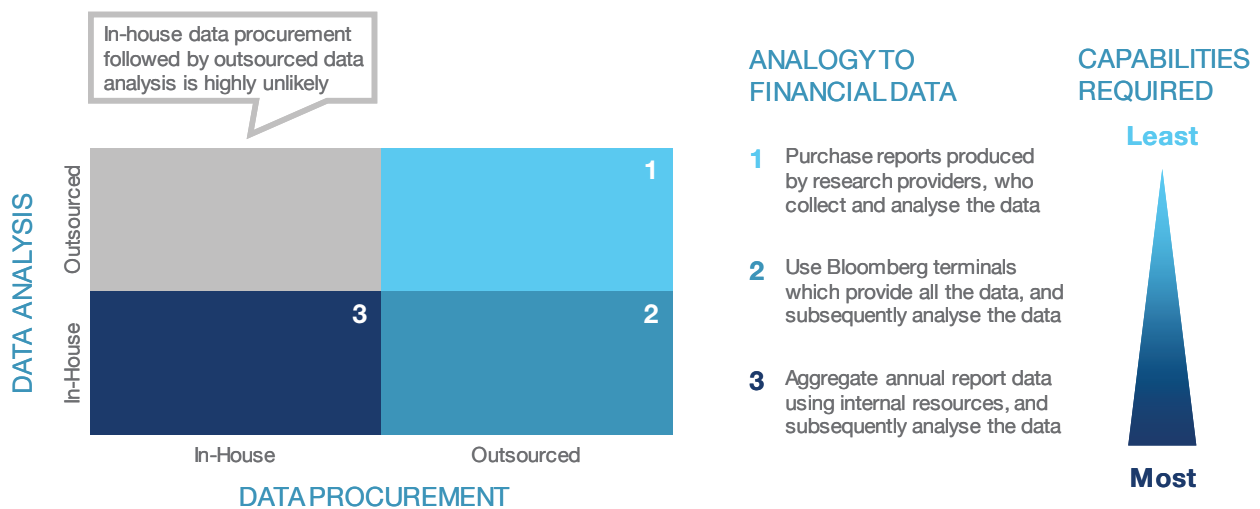 In-house data procurement
followed by outsourced data
analysis is highly unlikely
DATA ANALYSIS
Outsourced
In-House
1
3
2
In-House
Outsourced
DATA PROCUREMENT
ANALOGY TO
FINANCIAL DATA
1 Purchase reports produced
by research providers, who
collect and analyse the data
2 Use Bloomberg terminals
which provide all the data, and
subsequently analyse the data
3 Aggregate annual report data
using internal resources, and
subsequently analyse the data
CAPABILITIES
REQUIRED
Least
Most